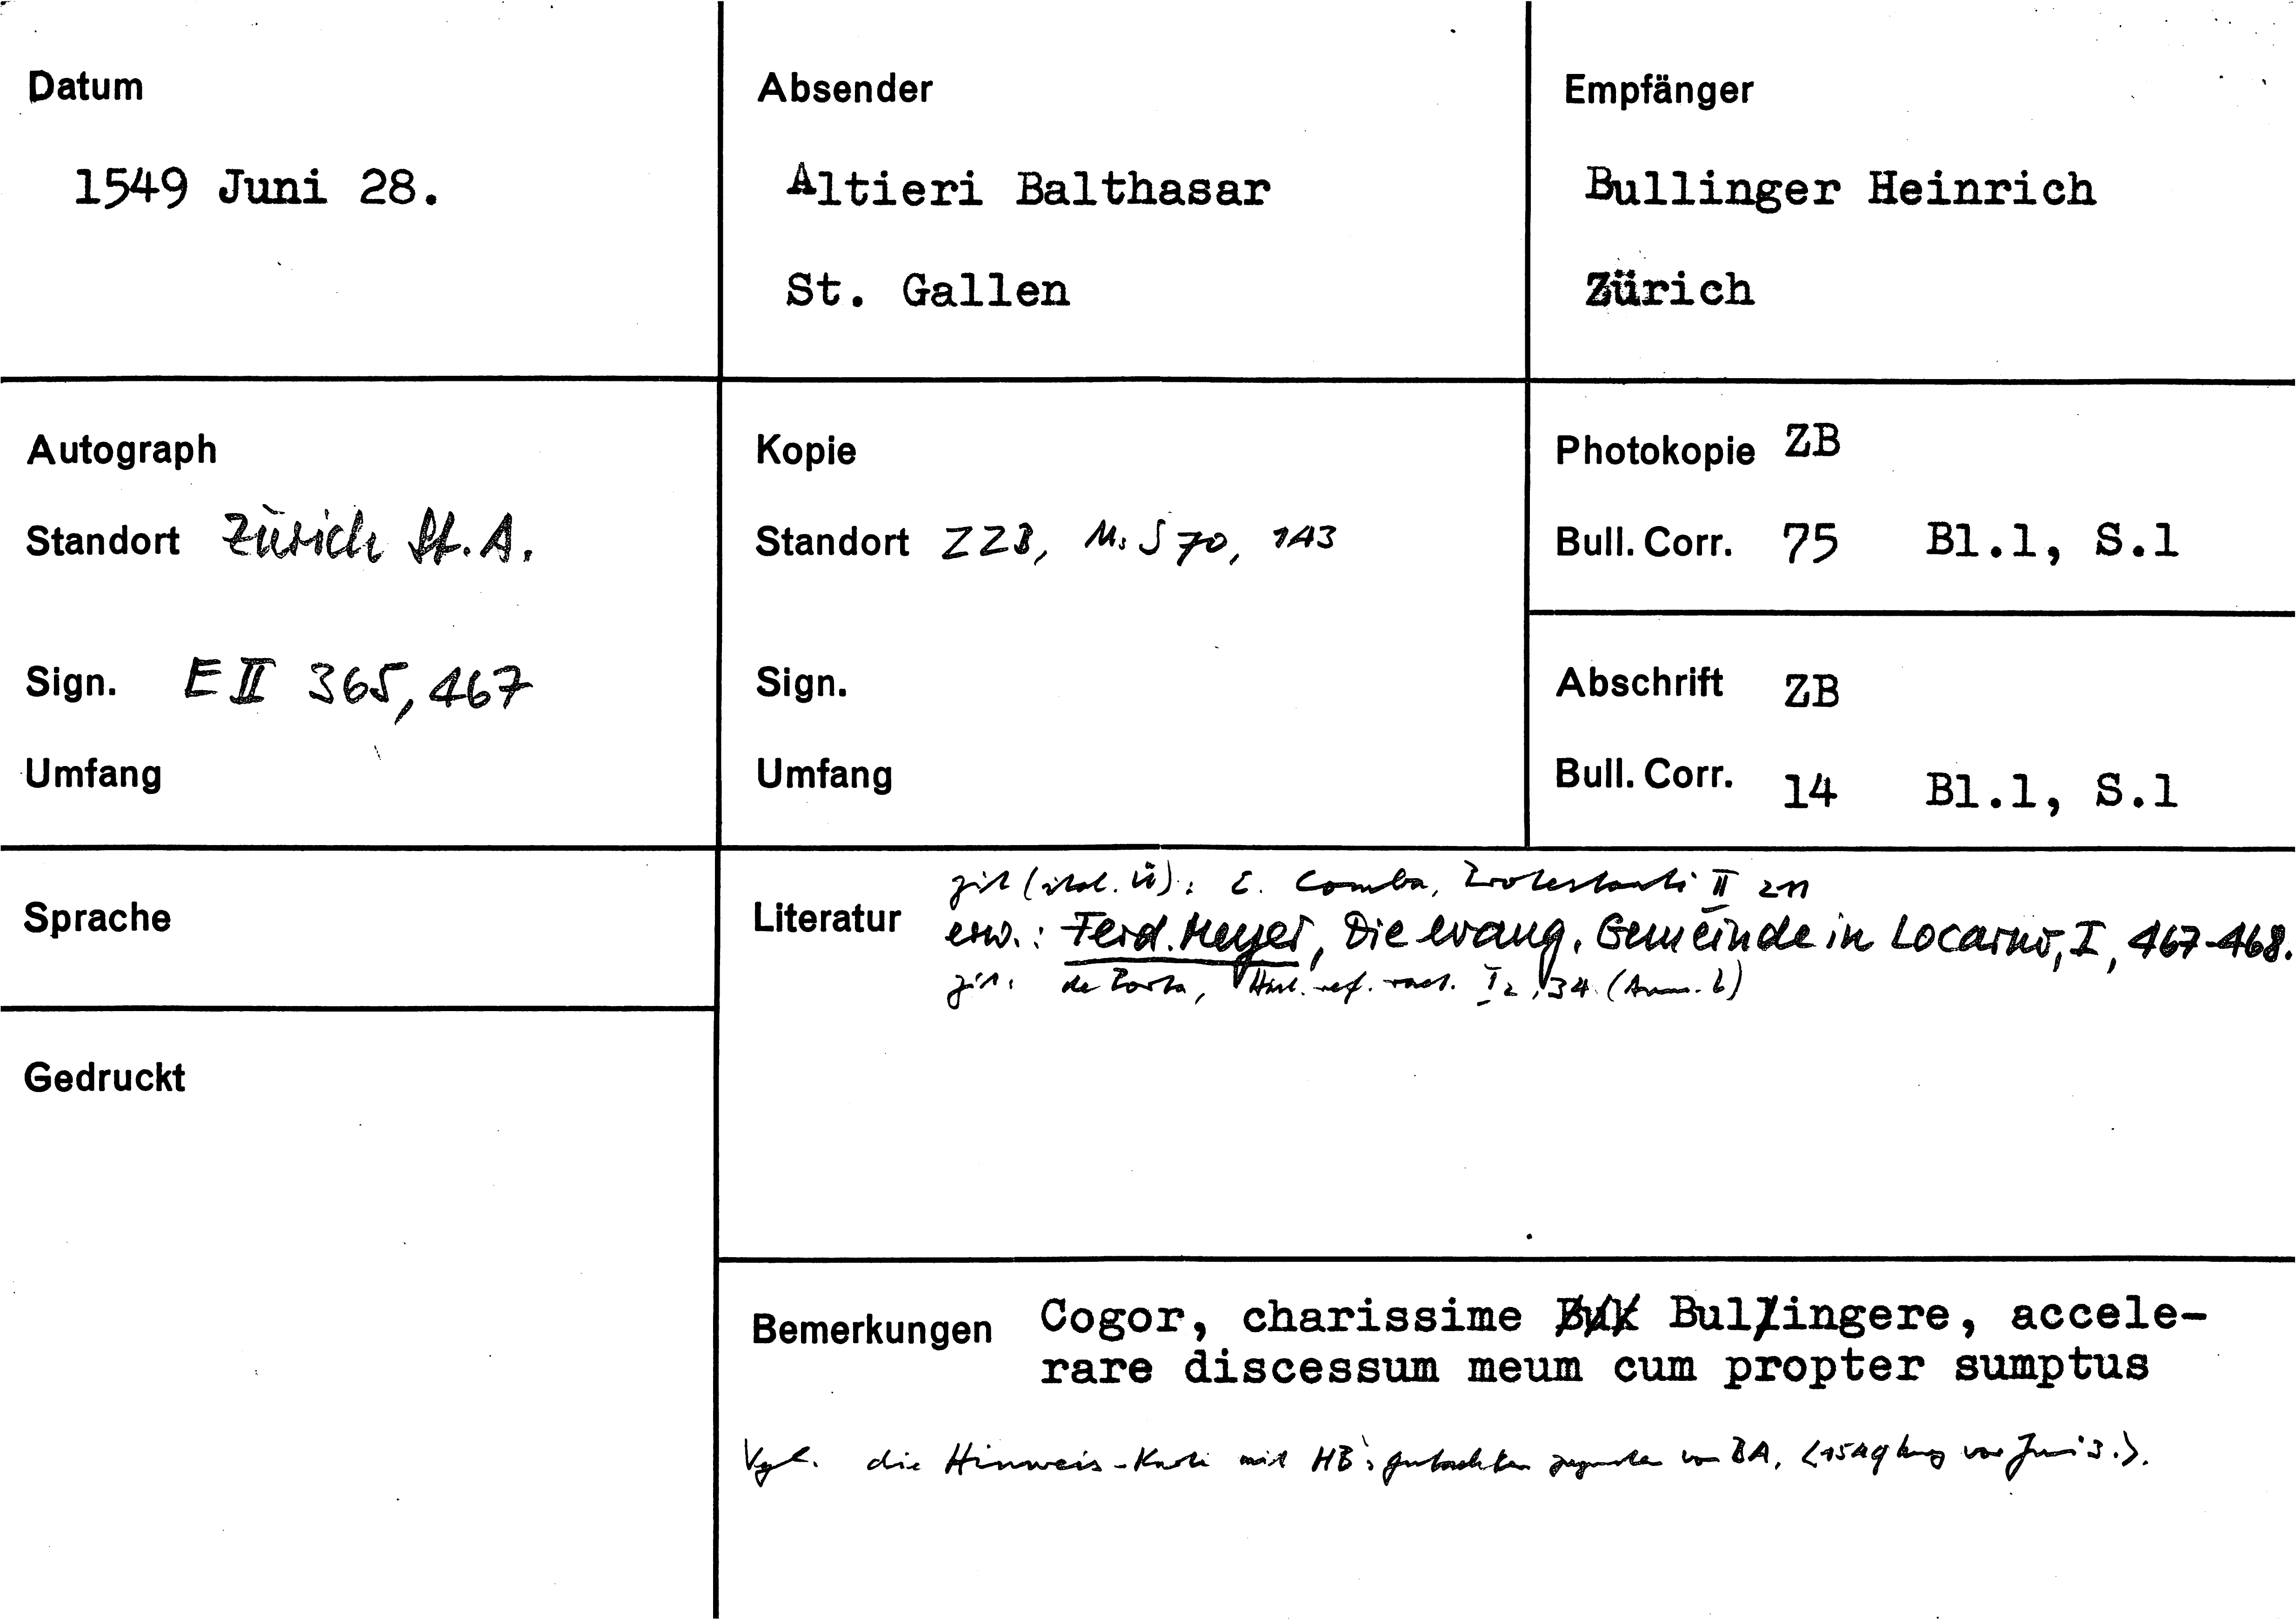 Datum
1549 Juni 28.
Absender
Altieri Balthasar
St. Gallen
Empfänger
Bullinger Heinrich
Zürich
Autograph
Standort Zürich St. A.
Sign. E II 365, 467
Umfang
Kopie
Standort ZZB, Ms S 70, 143
Sign.
Umfang
Photokopie ZB
Bull. Corr. 75 Bl.1, S.1
Abschrift ZB
Bull. Corr. 14 Bl.1, S.1
Sprache
Gedruckt
Literatur
zit (ital. Ü): E. Comba, Protestanti II 211
erw.: Ferd. Meyer, Die evang. Gemeinde in Locarno, I, 467-468.
zit. de Porta, Hist. ref. raet. I 2, 34 (Anm. b)
Bemerkungen Cogor, charissime Bullingere, accele-
rare discessum meum cum propter sumptus
Vgl. die Hinweis-Karte mit HB's Gutachten zugunsten von BA, <1549 kurz vor Juni 3.>.